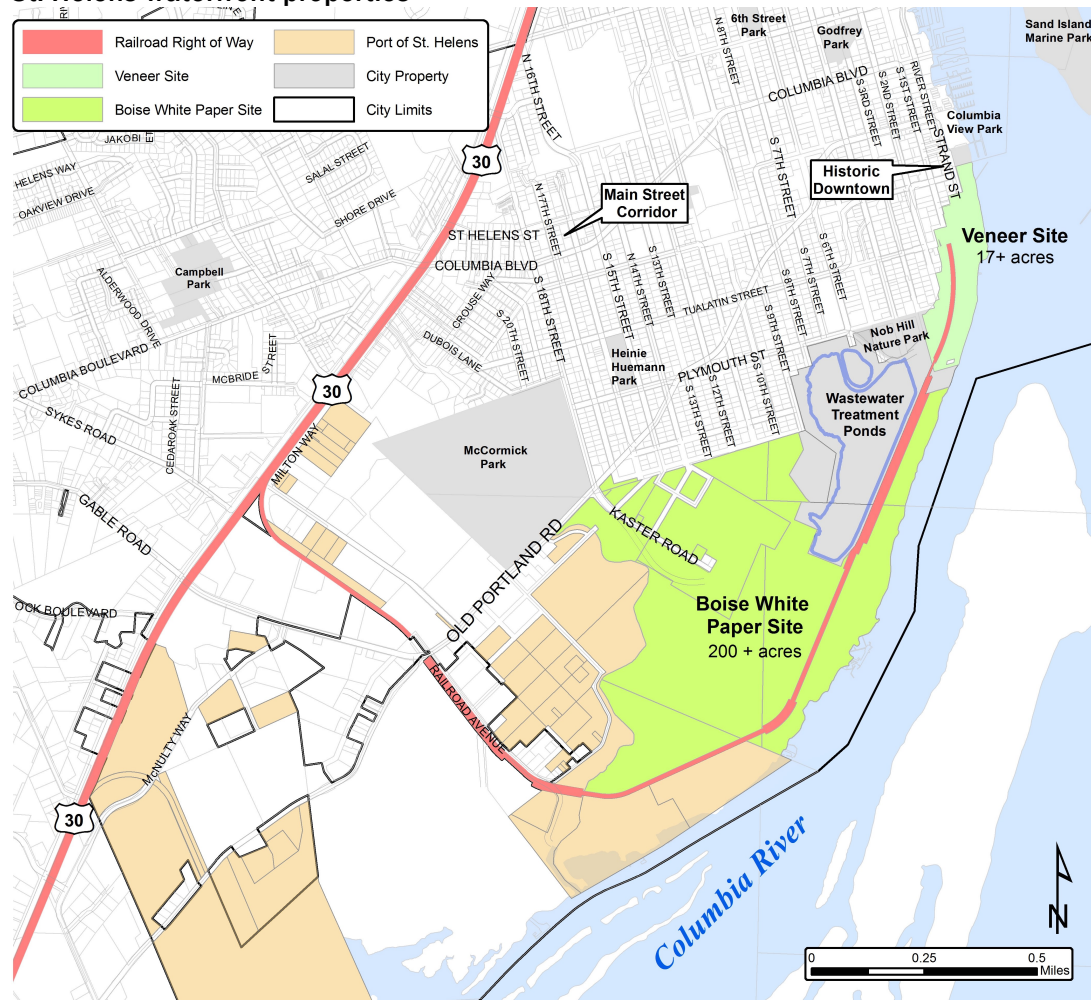 St. Helens waterfront properties
Railroad Right of Way
Port of St. Helens
Veneer Site
City Property
Boise White Paper Site
City Limits
6th Street
Park
Godfrey
Park
Sand Island
Marine Park
N 8TH STREET
N 16TH STREET
COLUMBIA BLVD
S 3RD STREET
S 2ND STREET
S 1ST STREET
RIVER STREET
STRAND ST
Columbia
View Park
JAKOBI
HELENS WAY
OAKVIEW DRIVE
SALAL STREET
SHORE DRIVE
30
Historic
Downtown
S 7TH STREET
Main Street
Corridor
N 17TH STREET
ST HELENS ST
COLUMBIA BLVD
Veneer Site
17+ acres
Campbell
Park
ALDERWOOD DRIVE
CROUSE WAY
DUBOIS LANE
S 20TH STREET
S 18TH STREET
S 15TH STREET
N 14TH STREET
S 13TH STREET
TUALATIN STREET
S 6TH STREET
S 7TH STREET
S 8TH STREET
S 9TH STREET
S 10TH STREET
Nob Hill
Nature Park
COLUMBIA BOULEVARD
MCBRIDE
STREET
CEDAROAK STREET
SYKES ROAD
30
Heinie
Huemann
Park
PLYMOUTH ST
S 12TH STREET
S 13TH STREET
Wastewater
Treatment
Ponds
MILTON WAY
McCormick
Park
GABLE ROAD
KASTER ROAD
OLD PORTLAND RD
OCK BOULEVARD
Boise White
Paper Site
200 + acres
RAILROAD AVENUE
McNULTY WAY
30
Columbia River
N
0
0.25
0.5
Miles